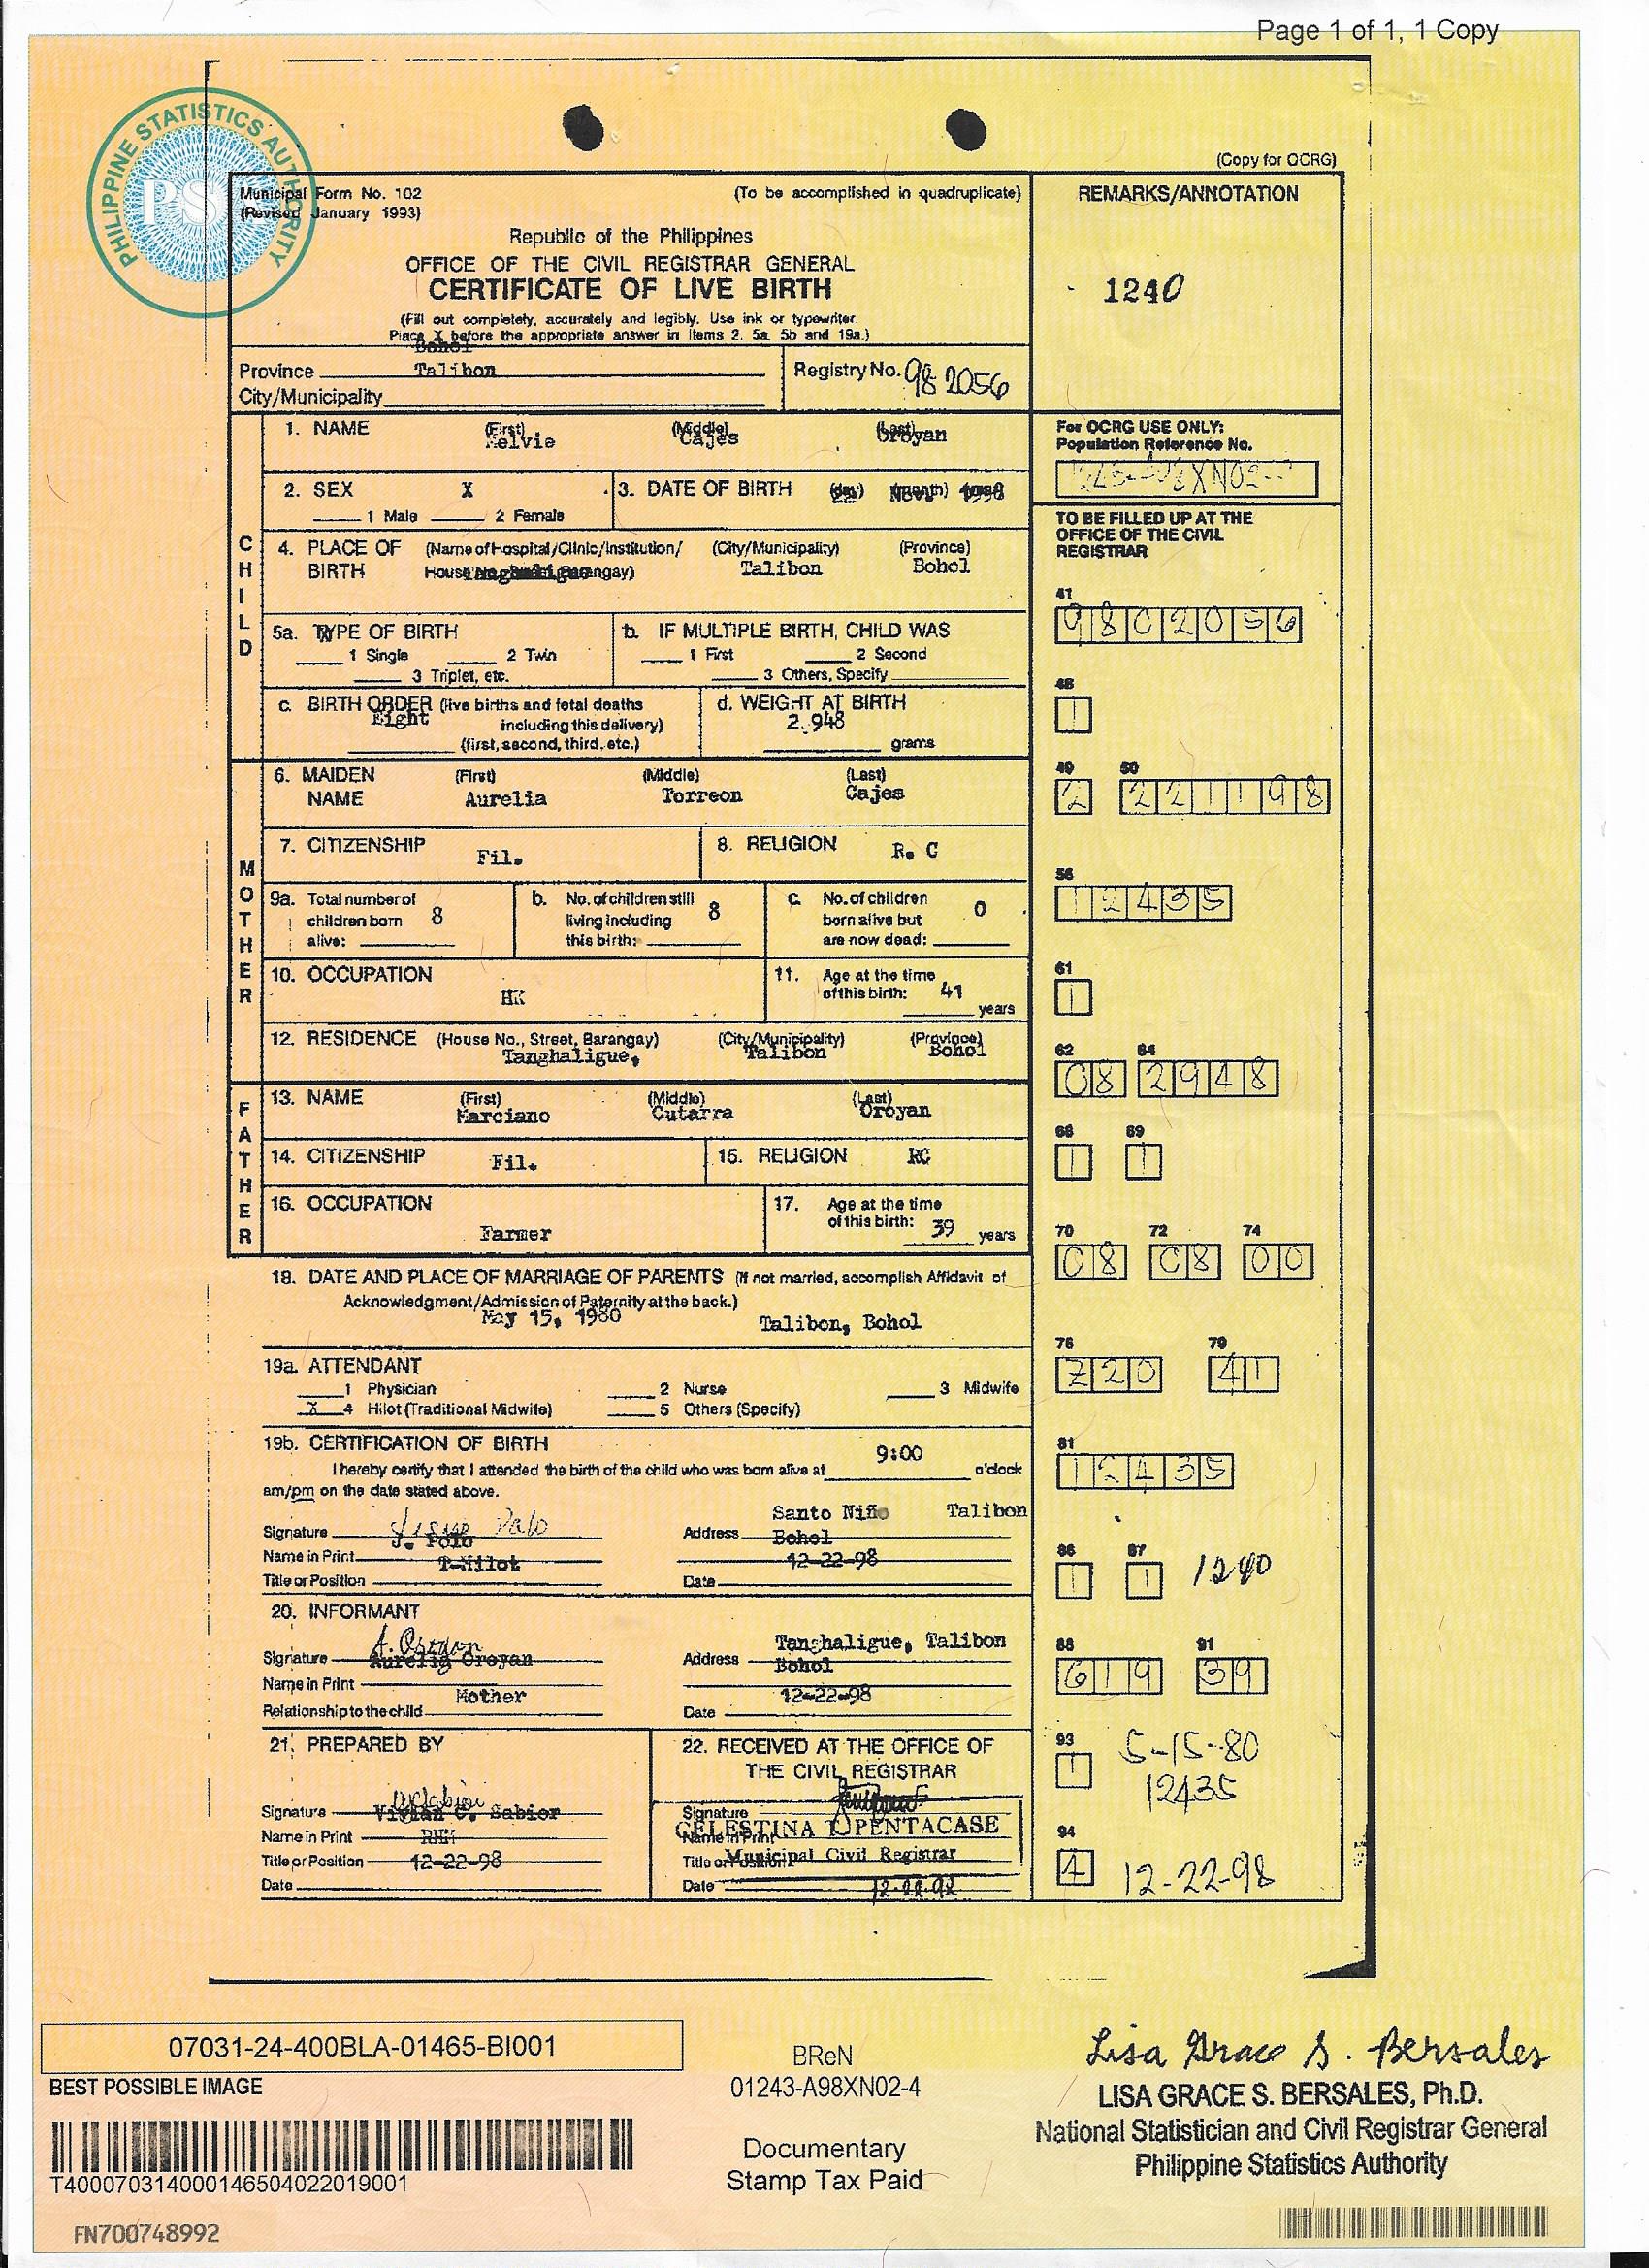 Page 1 of 1, 1 Copy
PHILIPPINE STATISTICS AUTHORITY
PSA
(Copy for OCRG)
Municipal Form No. 102
(Revised January 1993)
(To be accomplished in quadruplicate)
Republic of the Philippines
OFFICE OF THE CIVIL REGISTRAR GENERAL
CERTIFICATE OF LIVE BIRTH
(Fill out completely, accurately and legibly. Use ink or typewriter.
Place X before the appropriate answer in items 2, 5a, 5b and 19a.)
REMARKS/ANNOTATION
1240
Bohol
Province Talibon
City/Municipality
Registry No. 98 2056
CHILD
1. NAME (First) (Middle) (Last)
Cajes Oroyan
2. SEX X
1 Male 2 Female
3. DATE OF BIRTH (day) (month) (year)
22 Nov. 1998
4. PLACE OF BIRTH (Name of Hospital/Clinic/Institution/
House No., Street, Barangay) (City/Municipality) (Province)
Tanghaligue Talibon Bohol
5a. TYPE OF BIRTH
1 Single 2 Twin
3 Triplet, etc.
b. IF MULTIPLE BIRTH, CHILD WAS
1 First 2 Second
3 Others, Specify
c. BIRTH ORDER (live births and fetal deaths
Eight including this delivery)
(first, second, third, etc.)
d. WEIGHT AT BIRTH
2.948
grams
MOTHER
6. MAIDEN NAME (First) (Middle) (Last)
Aurelia Torreon Cajes
7. CITIZENSHIP Fil.
8. RELIGION R. C
9a. Total number of children born alive: 8
b. No. of children still living including this birth: 8
c. No. of children born alive but are now dead: 0
10. OCCUPATION
HK
11. Age at the time of this birth: 41 years
12. RESIDENCE (House No., Street, Barangay) (City/Municipality) (Province)
Tanghaligue, Talibon Bohol
FATHER
13. NAME (First) (Middle) (Last)
Marciano Cutarra Oroyan
14. CITIZENSHIP Fil.
15. RELIGION RC
16. OCCUPATION
Farmer
17. Age at the time of this birth: 39 years
18. DATE AND PLACE OF MARRIAGE OF PARENTS (If not married, accomplish Affidavit of
Acknowledgment/Admission of Paternity at the back.)
May 15, 1980 Talibon, Bohol
19a. ATTENDANT
1 Physician 2 Nurse 3 Midwife
X 4 Hilot (Traditional Midwife) 5 Others (Specify)
19b. CERTIFICATION OF BIRTH
I hereby certify that I attended the birth of the child who was born alive at 9:00 o'clock
am/pm on the date stated above.
Signature
J. Polo
Name in Print
T-Hilot
Title or Position
Santo Niño Talibon
Address Bohol
12-22-98
Date
20. INFORMANT
Signature A. Oroyan
Aurelia Oroyan
Name in Print
Mother
Relationship to the child
Tanghaligue, Talibon
Address Bohol
12-22-98
Date
21. PREPARED BY
Signature Vivian C. Sabior
Name in Print RHM
Title or Position 12-22-98
Date
22. RECEIVED AT THE OFFICE OF
THE CIVIL REGISTRAR
Signature
CELESTINA PENTACASE
Name in Print
Municipal Civil Registrar
Title or Position
Date 12-22-98
For OCRG USE ONLY:
Population Reference No.
TO BE FILLED UP AT THE
OFFICE OF THE CIVIL
REGISTRAR
41
9802056
48
1
49 50
2 221198
56
12435
61
1
62 64
08 2948
68 69
1 1
70 72 74
08 08 00
76 79
220 41
81
12435
86 87
1 1 1240
88 91
619 39
93
1 5-15-80
12435
94
4 12-22-98
07031-24-400BLA-01465-BI001
BEST POSSIBLE IMAGE
T400070314000146504022019001
FN700748992
BReN
01243-A98XN02-4
Documentary
Stamp Tax Paid
Lisa Grace S. Bersales
LISA GRACE S. BERSALES, Ph.D.
National Statistician and Civil Registrar General
Philippine Statistics Authority